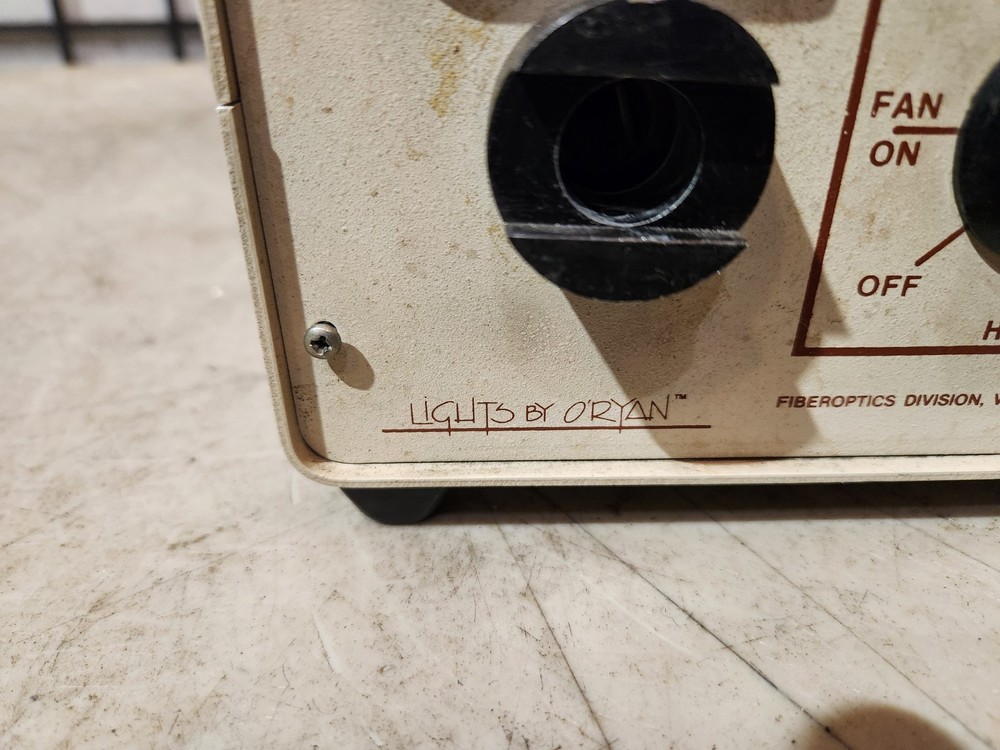 FAN
ON
OFF
LIGHTS BY O'RYAN™
FIBEROPTICS DIVISION,